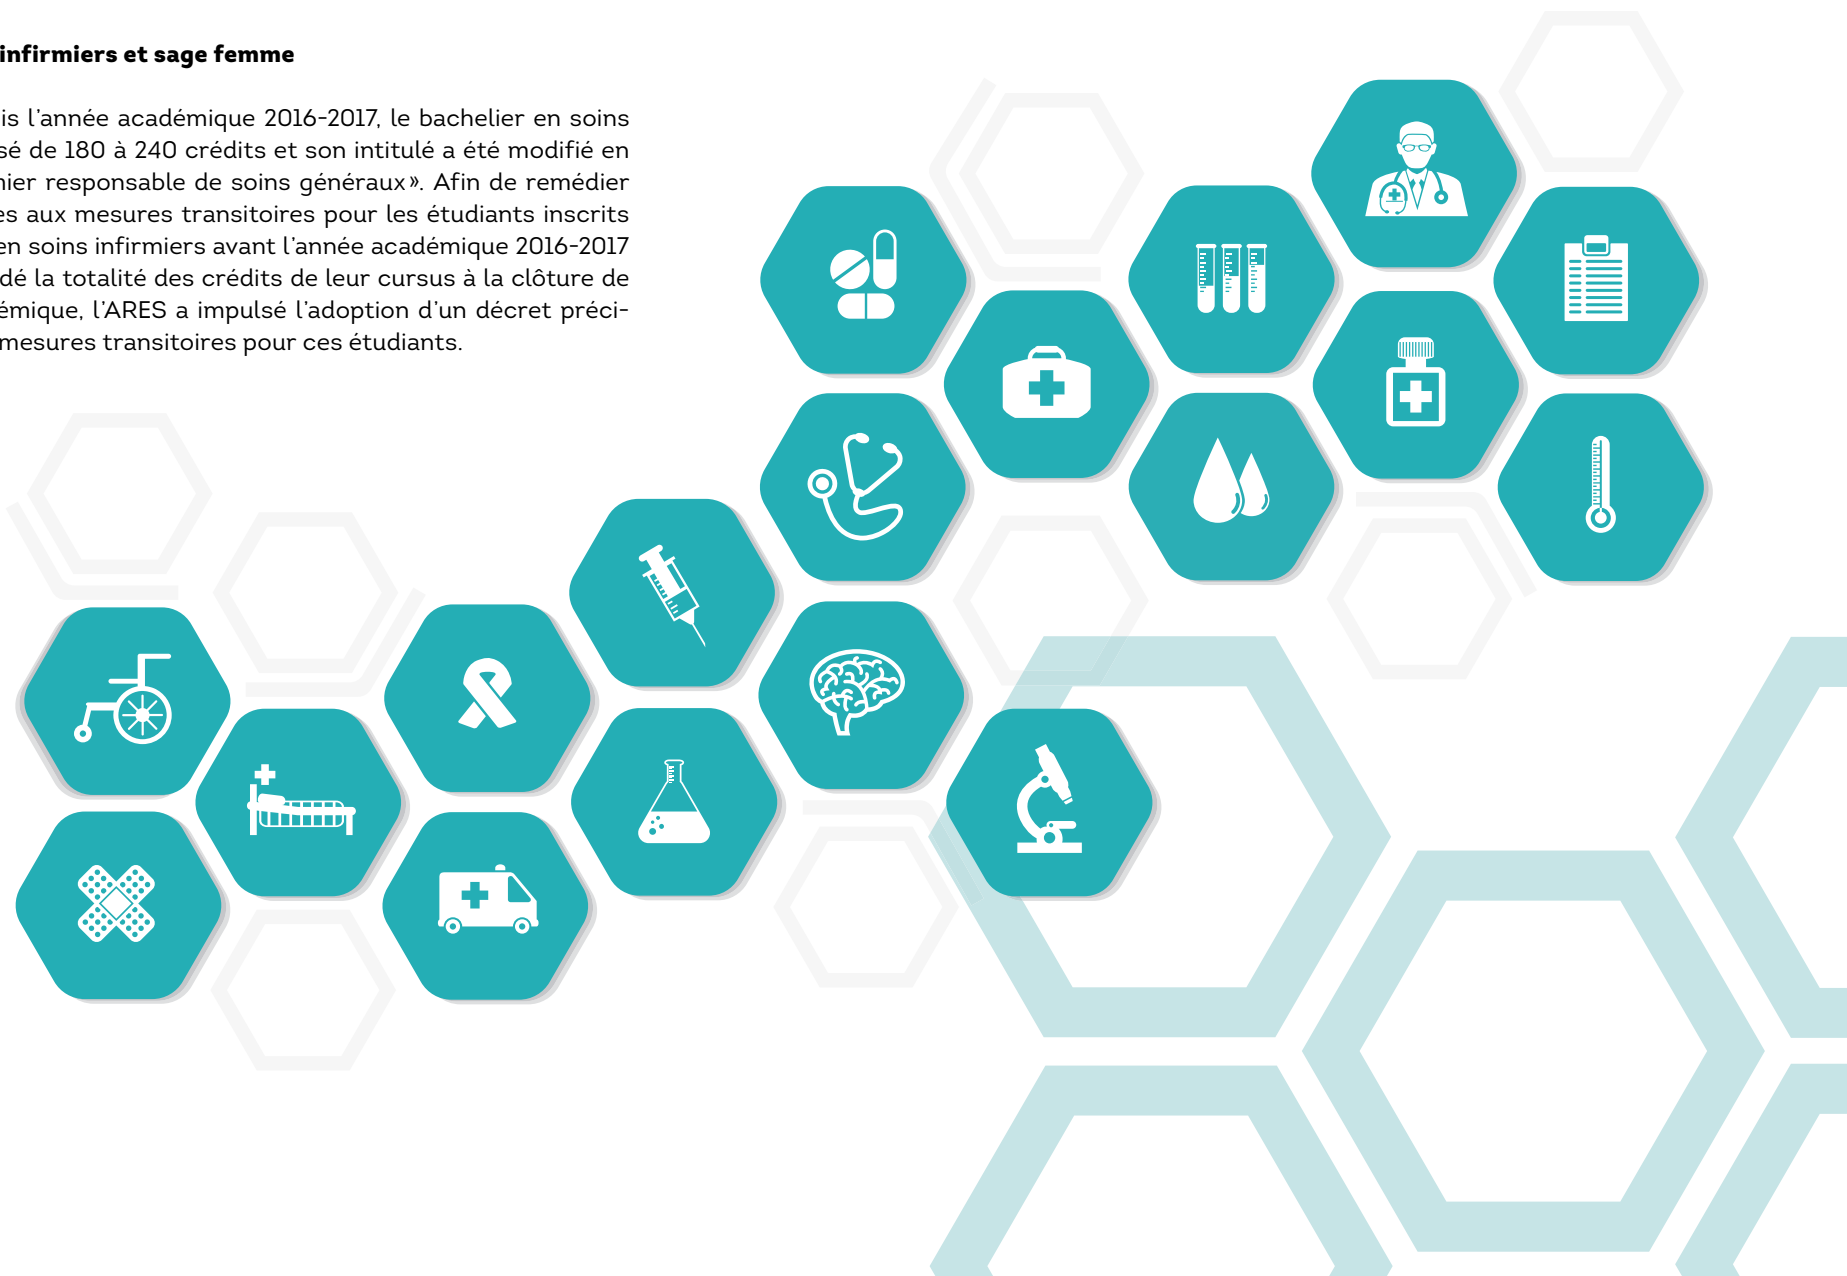 infirmiers et sage femme
is l'année académique 2016-2017, le bachelier en soins
sé de 180 à 240 crédits et son intitulé a été modifié en
nier responsable de soins généraux». Afin de remédier
es aux mesures transitoires pour les étudiants inscrits
en soins infirmiers avant l'année académique 2016-2017
dé la totalité des crédits de leur cursus à la clôture de
émique, l'ARES a impulsé l'adoption d'un décret préci-
mesures transitoires pour ces étudiants.